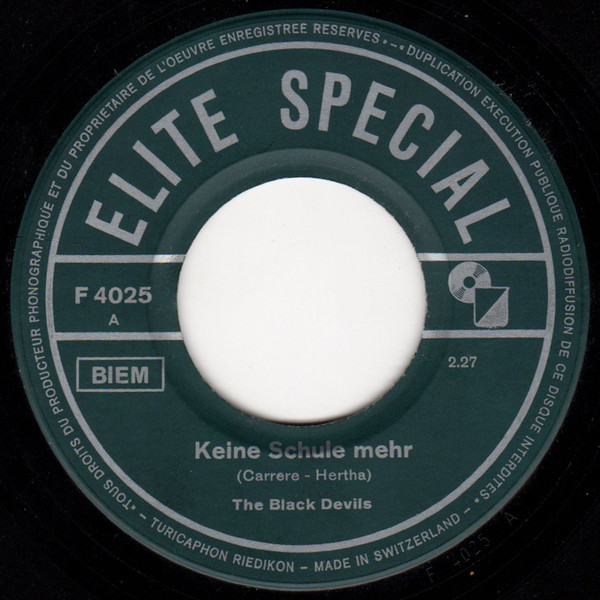 TOUS DROITS DU PRODUCTEUR PHONOGRAPHIQUE ET DU PROPRIETAIRE DE L'OEUVRE ENREGISTREE RESERVES • - • DUPLICATION EXECUTION PUBLIQUE RADIODIFFUSION DE CE DISQUE INTERDITES
ELITE SPECIAL
F 4025
A
BIEM
2.27
Keine Schule mehr
(Carrere - Hertha)
The Black Devils
TURICAPHON RIEDIKON - MADE IN SWITZERLAND
F 4025 A